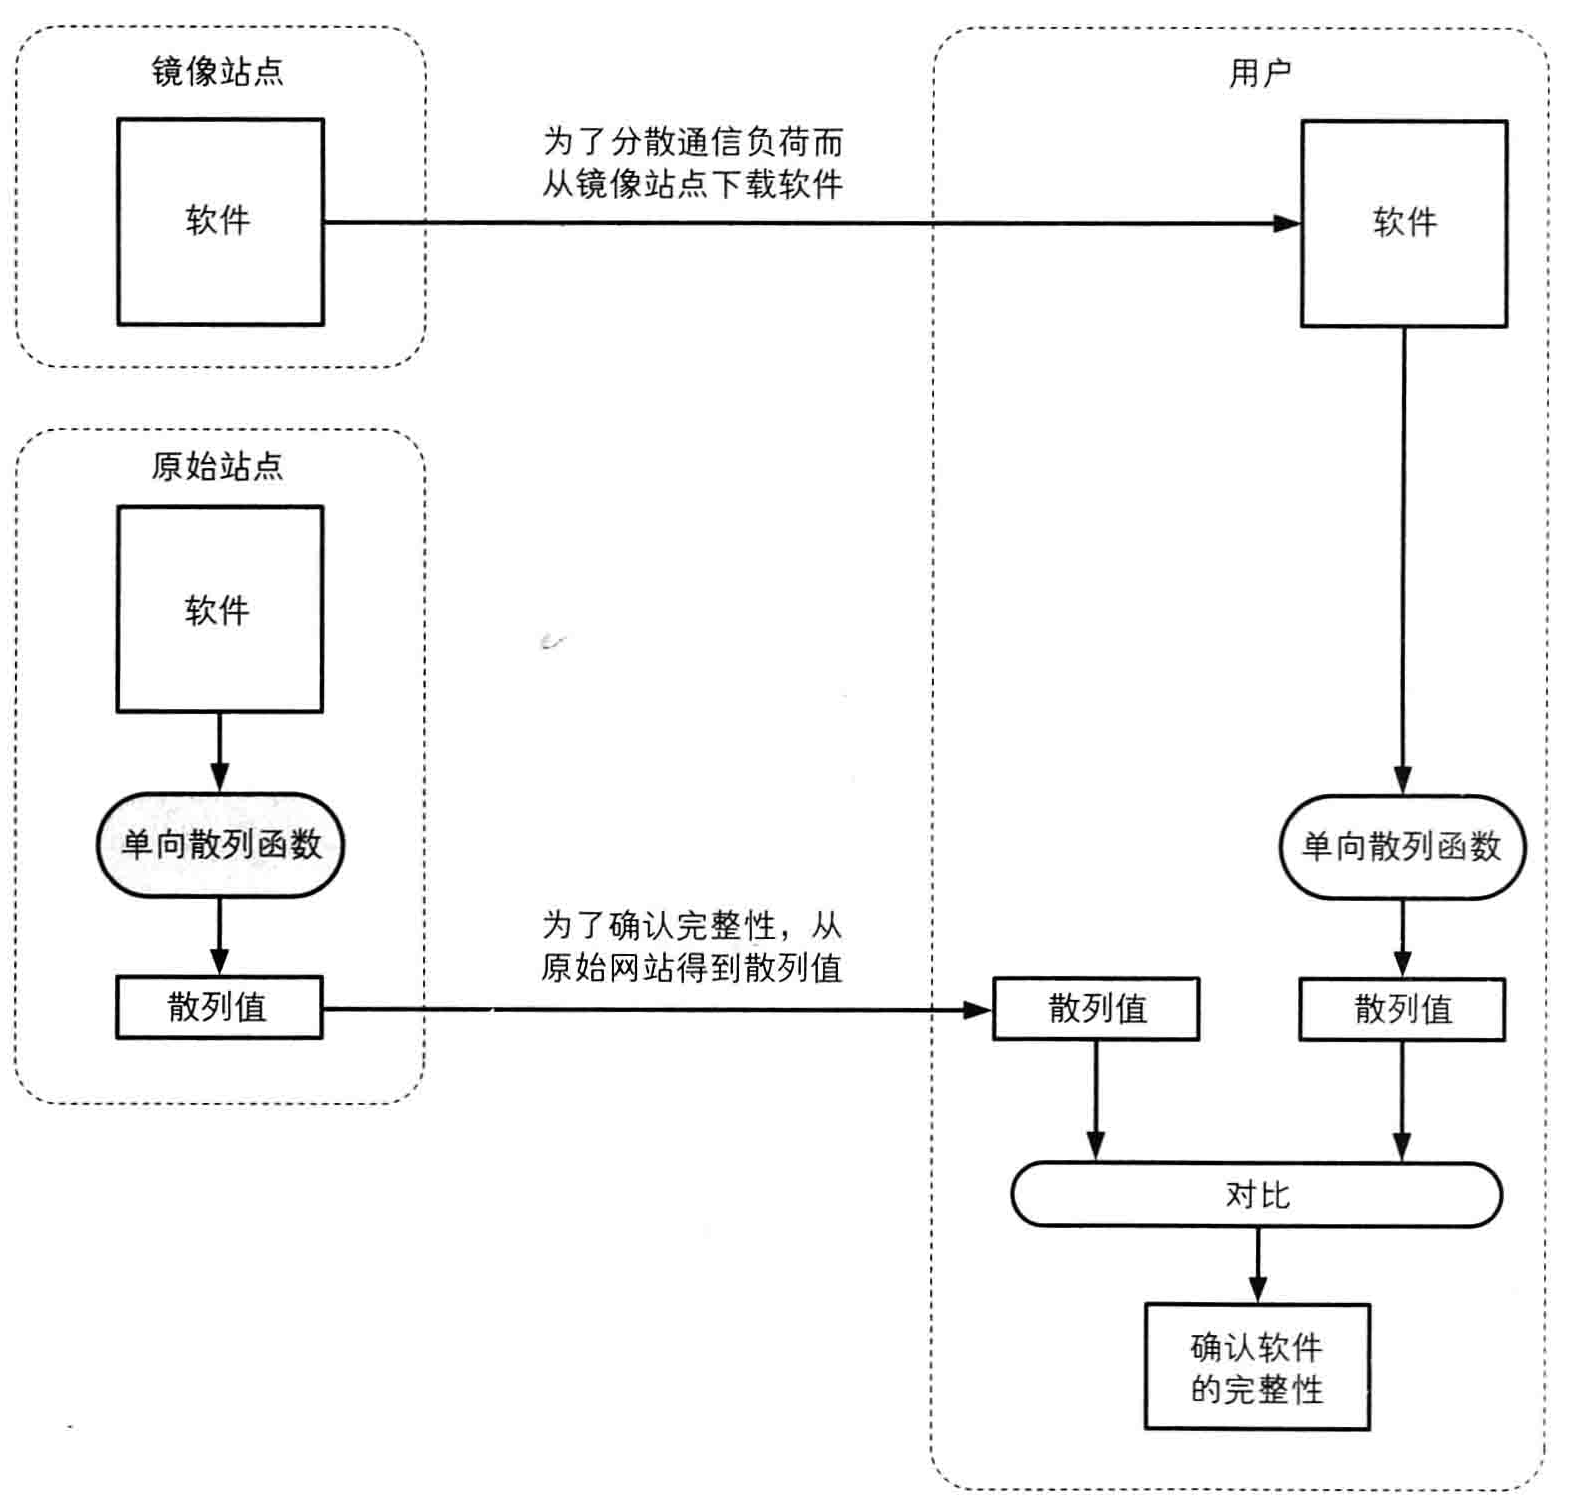 镜像站点
软件
为了分散通信负荷而
从镜像站点下载软件
用户
软件
原始站点
软件
单向散列函数
散列值
为了确认完整性，从
原始网站得到散列值
单向散列函数
散列值
散列值
对比
确认软件
的完整性